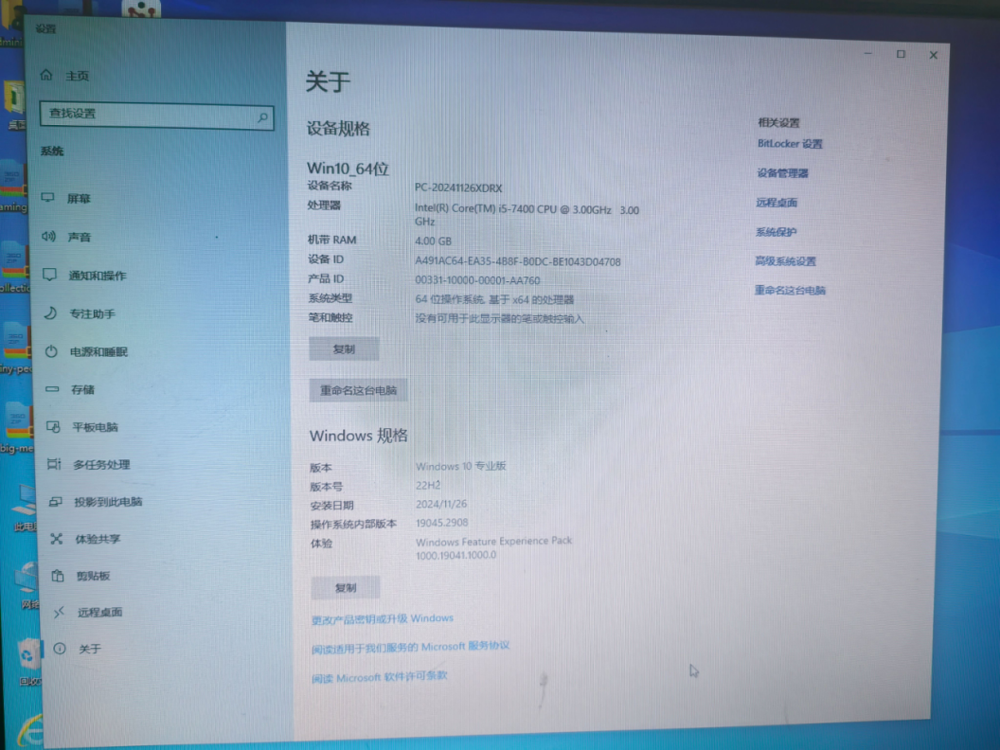 设置
主页
查找设置
系统
屏幕
声音
通知和操作
专注助手
电源和睡眠
存储
平板电脑
多任务处理
投影到此电脑
体验共享
剪贴板
远程桌面
关于
关于
设备规格
Win10_64位
设备名称 PC-20241126XDRX
处理器 Intel(R) Core(TM) i5-7400 CPU @ 3.00GHz 3.00
GHz
机带 RAM 4.00 GB
设备 ID A491AC64-EA35-4B8F-B0DC-BE1043D04708
产品 ID 00331-10000-00001-AA760
系统类型 64 位操作系统, 基于 x64 的处理器
笔和触控 没有可用于此显示器的笔或触控输入
复制
重命名这台电脑
Windows 规格
版本 Windows 10 专业版
版本号 22H2
安装日期 2024/11/26
操作系统内部版本 19045.2908
体验 Windows Feature Experience Pack
1000.19041.1000.0
复制
更改产品密钥或升级 Windows
阅读适用于我们服务的 Microsoft 服务协议
阅读 Microsoft 软件许可条款
相关设置
BitLocker 设置
设备管理器
远程桌面
系统保护
高级系统设置
重命名这台电脑